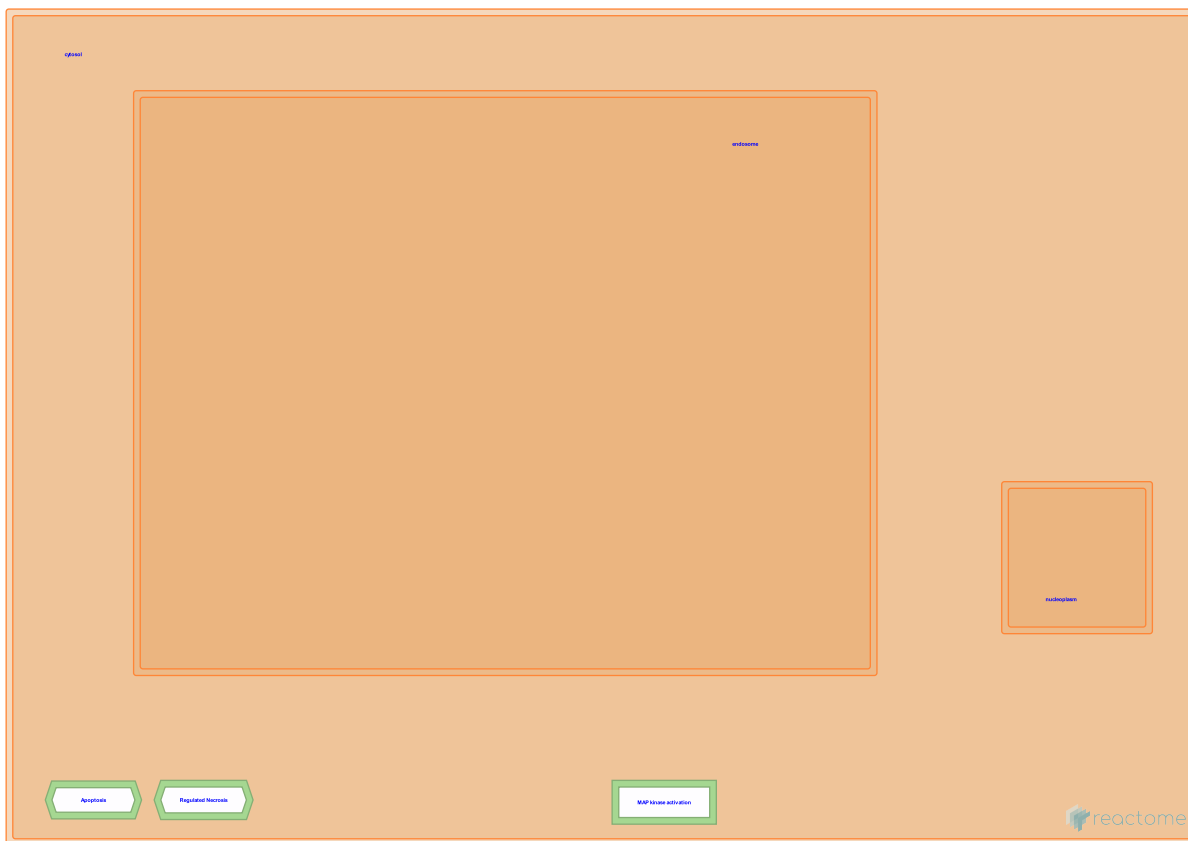 cytosol
endosome
nucleoplasm
Apoptosis
Regulated Necrosis
MAP kinase activation
reactome